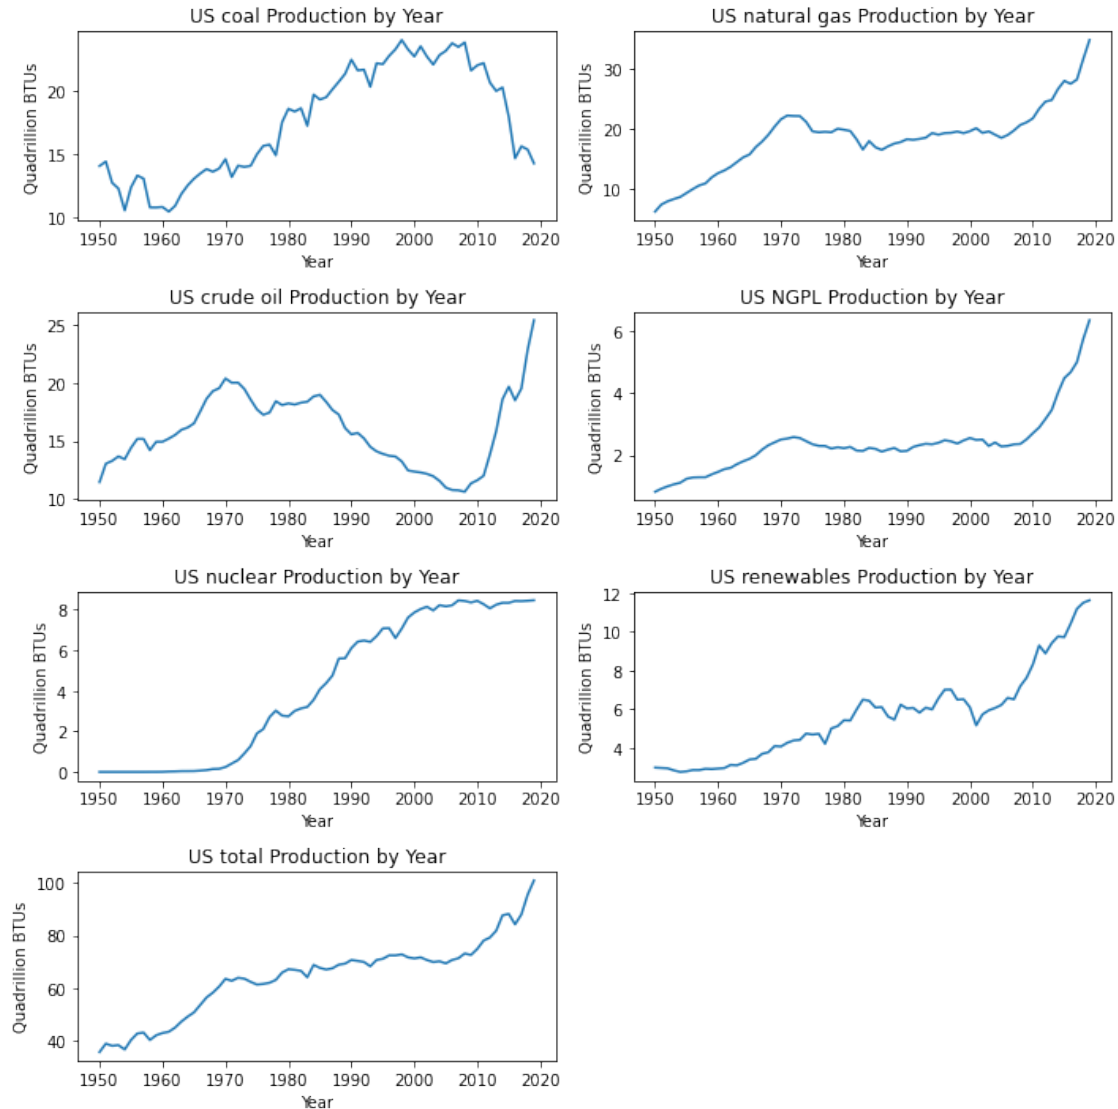 US coal Production by Year
Quadrillion BTUs
20
15
10
1950 1960 1970 1980 1990 2000 2010 2020
Year
US natural gas Production by Year
Quadrillion BTUs
30
20
10
1950 1960 1970 1980 1990 2000 2010 2020
Year
US crude oil Production by Year
Quadrillion BTUs
25
20
15
10
1950 1960 1970 1980 1990 2000 2010 2020
Year
US NGPL Production by Year
Quadrillion BTUs
6
4
2
1950 1960 1970 1980 1990 2000 2010 2020
Year
US nuclear Production by Year
Quadrillion BTUs
8
6
4
2
0
1950 1960 1970 1980 1990 2000 2010 2020
Year
US renewables Production by Year
Quadrillion BTUs
12
10
8
6
4
1950 1960 1970 1980 1990 2000 2010 2020
Year
US total Production by Year
Quadrillion BTUs
100
80
60
40
1950 1960 1970 1980 1990 2000 2010 2020
Year